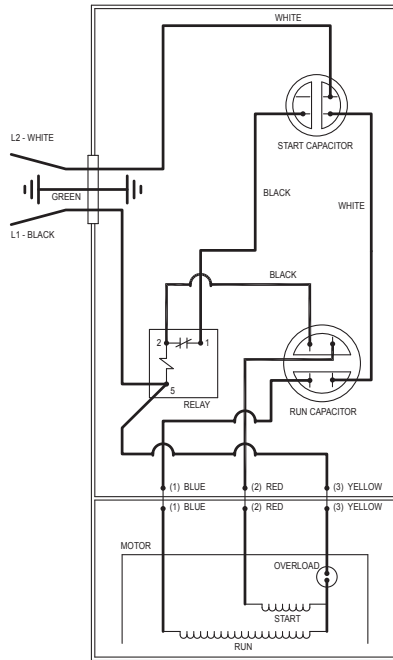 WHITE
START CAPACITOR
L2 - WHITE
GREEN
L1 - BLACK
BLACK
WHITE
BLACK
2
1
5
RELAY
RUN CAPACITOR
(1) BLUE
(2) RED
(3) YELLOW
(1) BLUE
(2) RED
(3) YELLOW
MOTOR
OVERLOAD
START
RUN